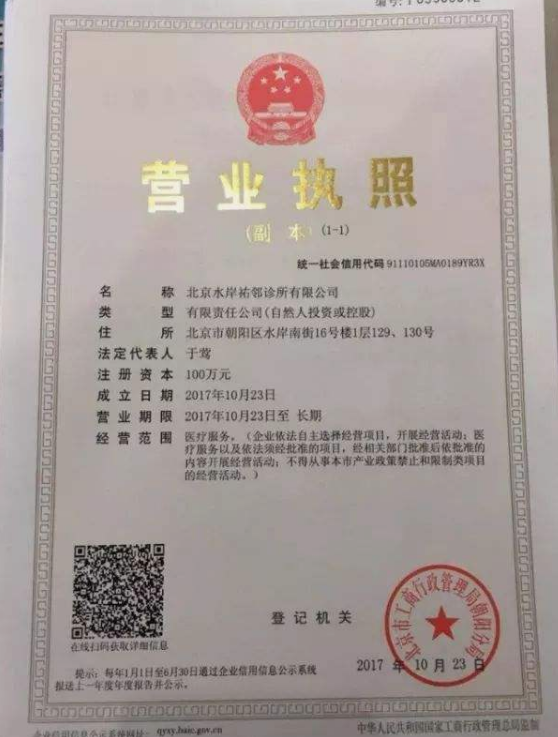 营业执照
(副 本) (1-1)
统一社会信用代码 91110105MA0189YR3X
名 称 北京水岸祐邻诊所有限公司
类 型 有限责任公司(自然人投资或控股)
住 所 北京市朝阳区水岸南街16号楼1层129、130号
法定代表人 于莺
注册资本 100万元
成立日期 2017年10月23日
营业期限 2017年10月23日至 长期
经营范围 医疗服务。（企业依法自主选择经营项目，开展经营活动；医
疗服务以及依法须经批准的项目，经相关部门批准后依批准的
内容开展经营活动；不得从事本市产业政策禁止和限制类项目
的经营活动。）
在线扫码获取详细信息
登记机关
北京市工商行政管理局朝阳分局
2017 年 10 月 23 日
提示：每年1月1日至6月30日通过企业信用信息公示系统
报送上一年度年度报告并公示。
企业信用信息公示系统网址: qyxy.baic.gov.cn
中华人民共和国国家工商行政管理总局监制